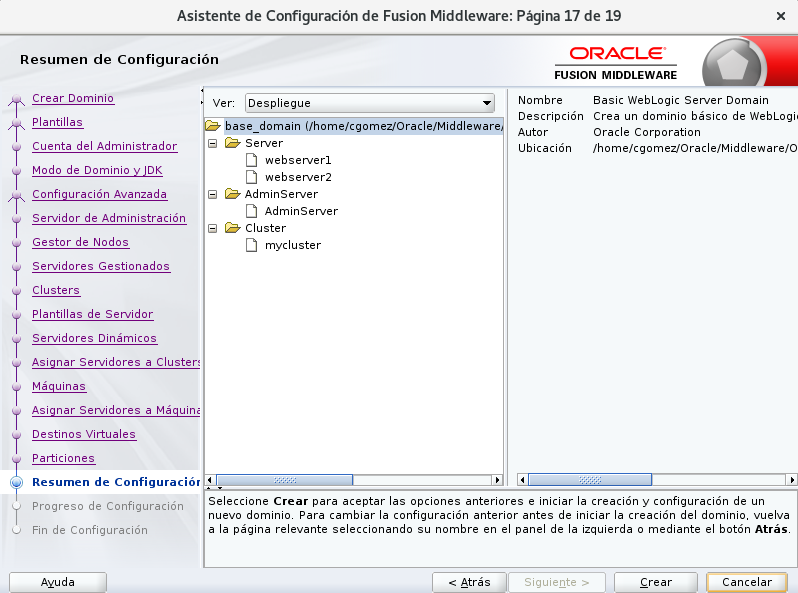 Asistente de Configuración de Fusion Middleware: Página 17 de 19
Resumen de Configuración
ORACLE
FUSION MIDDLEWARE
Crear Dominio
Plantillas
Cuenta del Administrador
Modo de Dominio y JDK
Configuración Avanzada
Servidor de Administración
Gestor de Nodos
Servidores Gestionados
Clusters
Plantillas de Servidor
Servidores Dinámicos
Asignar Servidores a Clusters
Máquinas
Asignar Servidores a Máquina
Destinos Virtuales
Particiones
Resumen de Configuración
Progreso de Configuración
Fin de Configuración
Ver: Despliegue
base_domain (/home/cgomez/Oracle/Middleware/
Server
webserver1
webserver2
AdminServer
AdminServer
Cluster
mycluster
Nombre Basic WebLogic Server Domain
Descripción Crea un dominio básico de WebLogi
Autor Oracle Corporation
Ubicación /home/cgomez/Oracle/Middleware/O
Seleccione Crear para aceptar las opciones anteriores e iniciar la creación y configuración de un
nuevo dominio. Para cambiar la configuración anterior antes de iniciar la creación del dominio, vuelva
a la página relevante seleccionando su nombre en el panel de la izquierda o mediante el botón Atrás.
Ayuda
< Atrás
Siguiente >
Crear
Cancelar